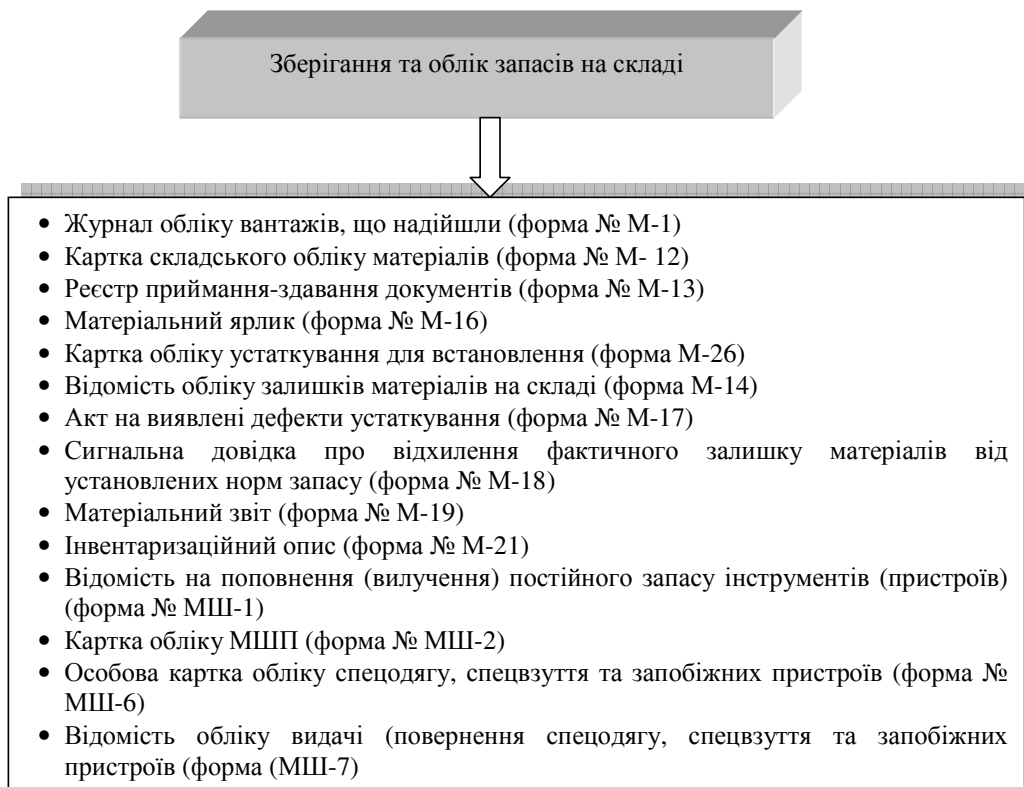 Зберігання та облік запасів на складі
• Журнал обліку вантажів, що надійшли (форма № М-1)
• Картка складського обліку матеріалів (форма № М- 12)
• Реєстр приймання-здавання документів (форма № М-13)
• Матеріальний ярлик (форма № М-16)
• Картка обліку устаткування для встановлення (форма М-26)
• Відомість обліку залишків матеріалів на складі (форма М-14)
• Акт на виявлені дефекти устаткування (форма № М-17)
• Сигнальна довідка про відхилення фактичного залишку матеріалів від
установлених норм запасу (форма № М-18)
• Матеріальний звіт (форма № М-19)
• Інвентаризаційний опис (форма № М-21)
• Відомість на поповнення (вилучення) постійного запасу інструментів (пристроїв)
(форма № МШ-1)
• Картка обліку МШП (форма № МШ-2)
• Особова картка обліку спецодягу, спецвзуття та запобіжних пристроїв (форма №
МШ-6)
• Відомість обліку видачі (повернення спецодягу, спецвзуття та запобіжних
пристроїв (форма (МШ-7)